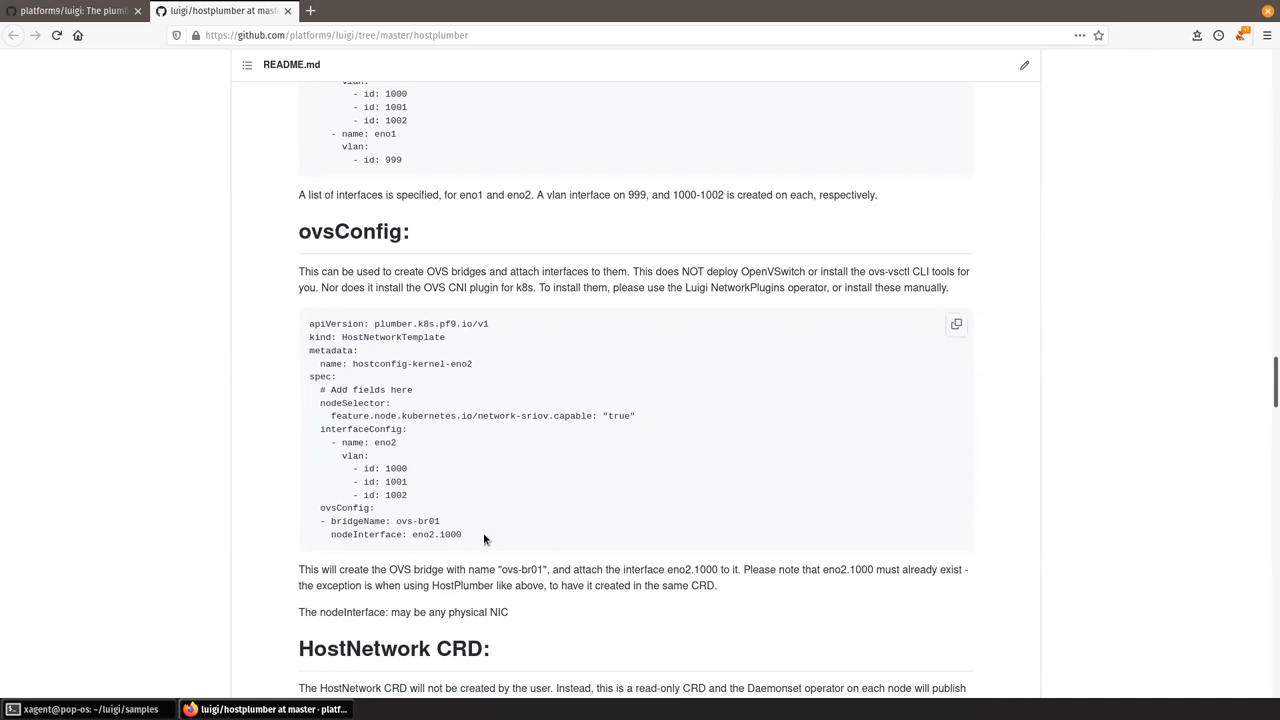 platform9/luigi: The plumb
luigi/hostplumber at mast
https://github.com/platform9/luigi/tree/master/hostplumber
README.md
vlan:
- id: 1000
- id: 1001
- id: 1002
- name: eno1
vlan:
- id: 999
A list of interfaces is specified, for eno1 and eno2. A vlan interface on 999, and 1000-1002 is created on each, respectively.
ovsConfig:
This can be used to create OVS bridges and attach interfaces to them. This does NOT deploy OpenVSwitch or install the ovs-vsctl CLI tools for
you. Nor does it install the OVS CNI plugin for k8s. To install them, please use the Luigi NetworkPlugins operator, or install these manually.
apiVersion: plumber.k8s.pf9.io/v1
kind: HostNetworkTemplate
metadata:
name: hostconfig-kernel-eno2
spec:
# Add fields here
nodeSelector:
feature.node.kubernetes.io/network-sriov.capable: "true"
interfaceConfig:
- name: eno2
vlan:
- id: 1000
- id: 1001
- id: 1002
ovsConfig:
- bridgeName: ovs-br01
nodeInterface: eno2.1000
This will create the OVS bridge with name "ovs-br01", and attach the interface eno2.1000 to it. Please note that eno2.1000 must already exist -
the exception is when using HostPlumber like above, to have it created in the same CRD.
The nodeInterface: may be any physical NIC
HostNetwork CRD:
The HostNetwork CRD will not be created by the user. Instead, this is a read-only CRD and the Daemonset operator on each node will publish
xagent@pop-os: ~/luigi/samples
luigi/hostplumber at master · platf...